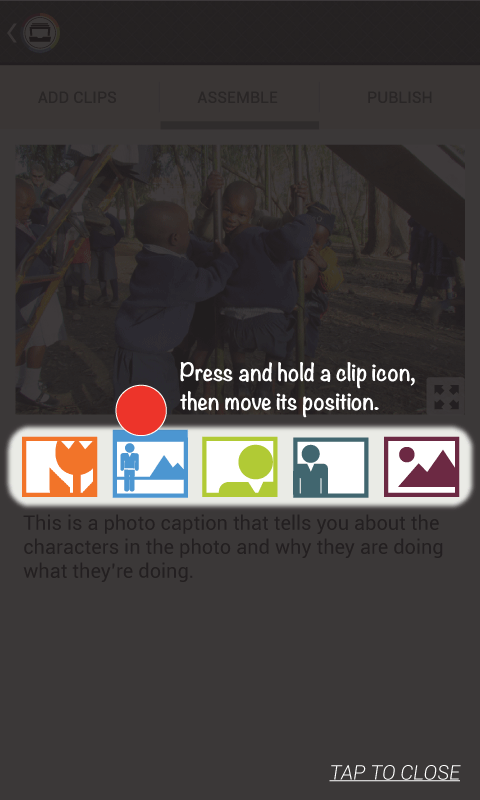 ADD CLIPS
ASSEMBLE
PUBLISH
Press and hold a clip icon,
then move its position.
This is a photo caption that tells you about the
characters in the photo and why they are doing
what they're doing.
TAP TO CLOSE